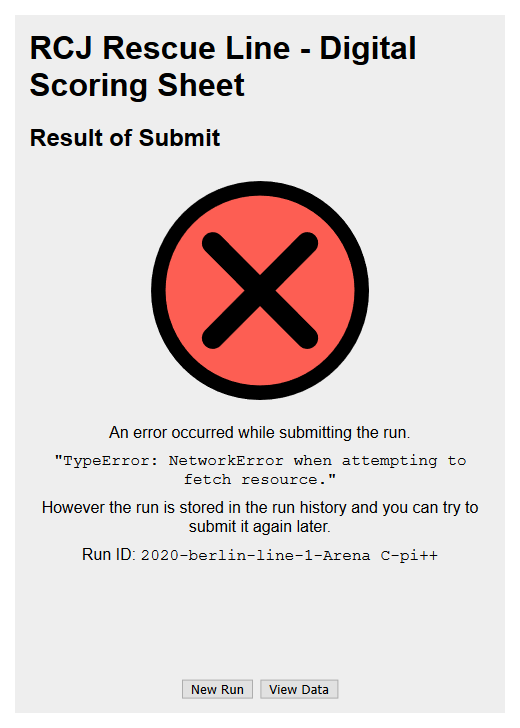 RCJ Rescue Line - Digital
Scoring Sheet
Result of Submit
An error occurred while submitting the run.
"TypeError: NetworkError when attempting to
fetch resource."
However the run is stored in the run history and you can try to
submit it again later.
Run ID: 2020-berlin-line-1-Arena C-pi++
New Run View Data